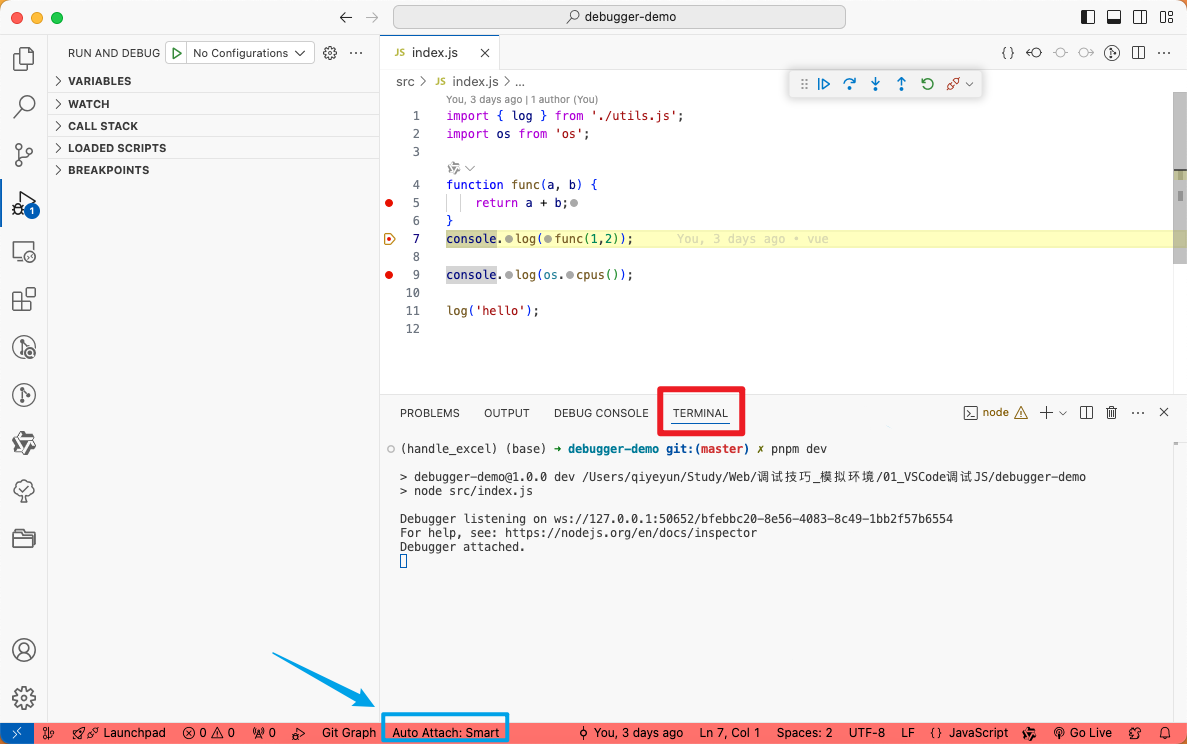 debugger-demo
RUN AND DEBUG
No Configurations
VARIABLES
WATCH
CALL STACK
LOADED SCRIPTS
BREAKPOINTS
1
JS index.js
src > JS index.js > ...
You, 3 days ago | 1 author (You)
1 import { log } from './utils.js';
2 import os from 'os';
3
4 function func(a, b) {
5 return a + b;
6 }
7 console.log(func(1,2)); You, 3 days ago • vue
8
9 console.log(os.cpus());
10
11 log('hello');
12
PROBLEMS OUTPUT DEBUG CONSOLE TERMINAL
node
(handle_excel) (base) ➜ debugger-demo git:(master) ✗ pnpm dev
> debugger-demo@1.0.0 dev /Users/qiyeyun/Study/Web/调试技巧_模拟环境/01_VSCode调试JS/debugger-demo
> node src/index.js
Debugger listening on ws://127.0.0.1:50652/bfebbc20-8e56-4083-8c49-1bb2f57b6554
For help, see: https://nodejs.org/en/docs/inspector
Debugger attached.
Launchpad 0 0 0 Git Graph Auto Attach: Smart You, 3 days ago Ln 7, Col 1 Spaces: 2 UTF-8 LF {} JavaScript Go Live